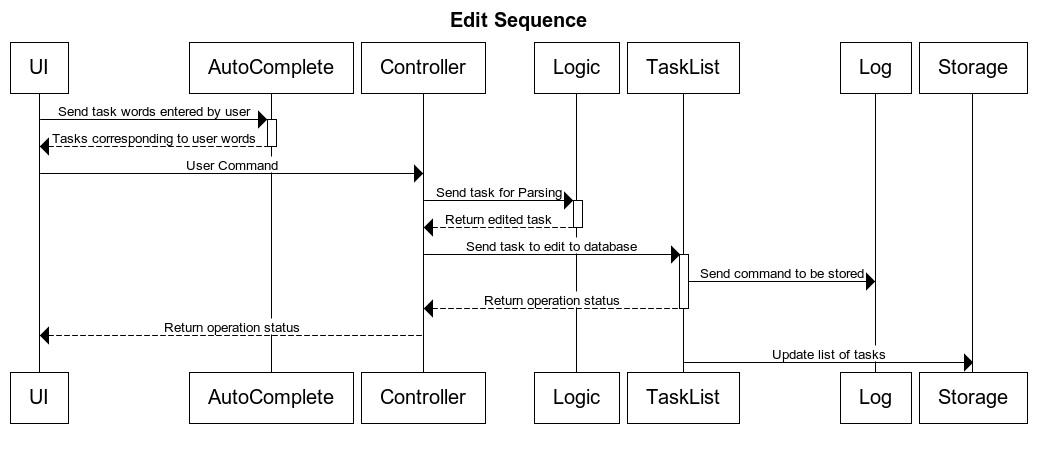 Edit Sequence
UI AutoComplete Controller Logic TaskList Log Storage
Send task words entered by user
Tasks corresponding to user words
User Command
Send task for Parsing
Return edited task
Send task to edit to database
Send command to be stored
Return operation status
Return operation status
Update list of tasks
UI AutoComplete Controller Logic TaskList Log Storage